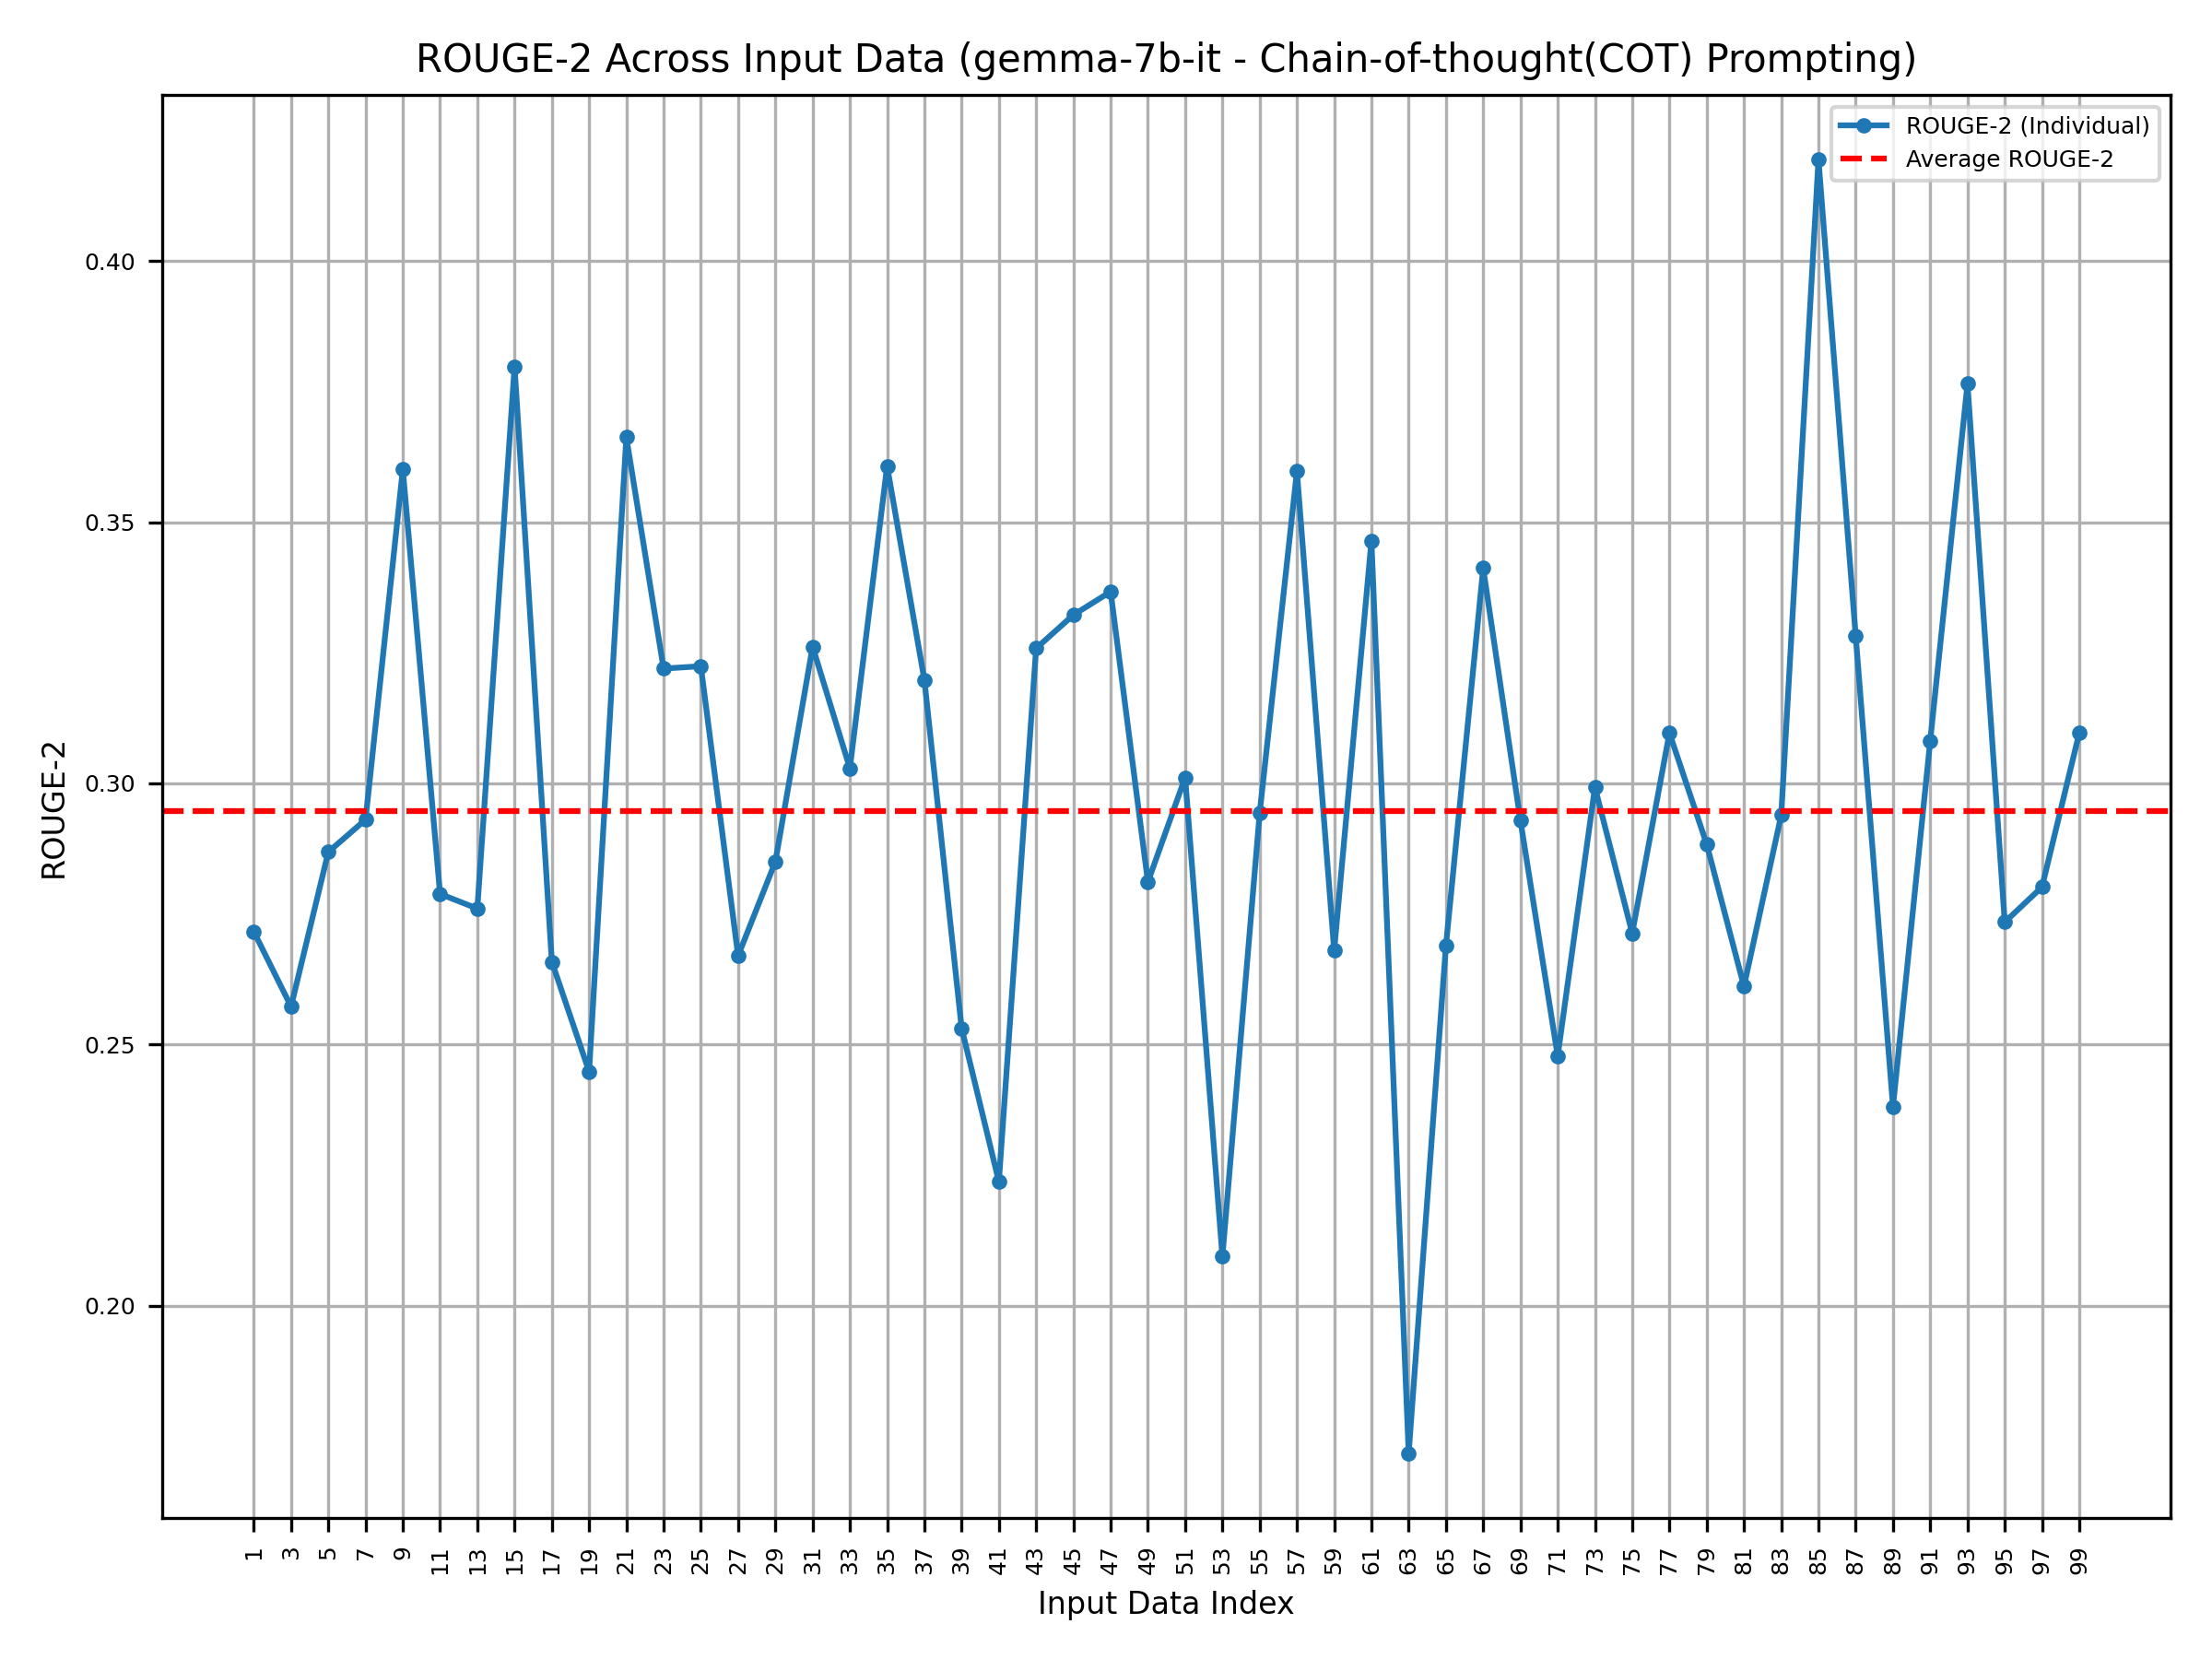 ROUGE-2 Across Input Data (gemma-7b-it - Chain-of-thought(COT) Prompting)
ROUGE-2 (Individual)
Average ROUGE-2
ROUGE-2
0.40
0.35
0.30
0.25
0.20
1 3 5 7 9 11 13 15 17 19 21 23 25 27 29 31 33 35 37 39 41 43 45 47 49 51 53 55 57 59 61 63 65 67 69 71 73 75 77 79 81 83 85 87 89 91 93 95 97 99
Input Data Index